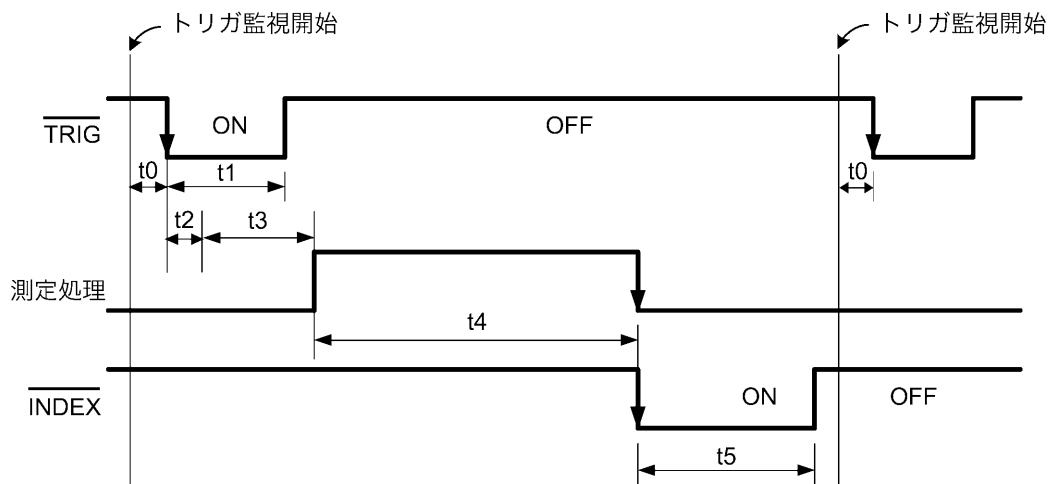 トリガ監視開始
トリガ監視開始
TRIG
ON
OFF
t0
t1
t0
t2
t3
測定処理
t4
INDEX
ON
OFF
t5